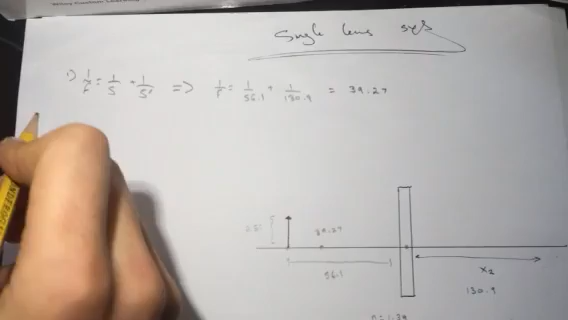 Single lens sys
1) 1/f = 1/s + 1/s' => 1/f = 1/56.1 + 1/130.9 = 39.27
39.27
56.1
x₂
130.9